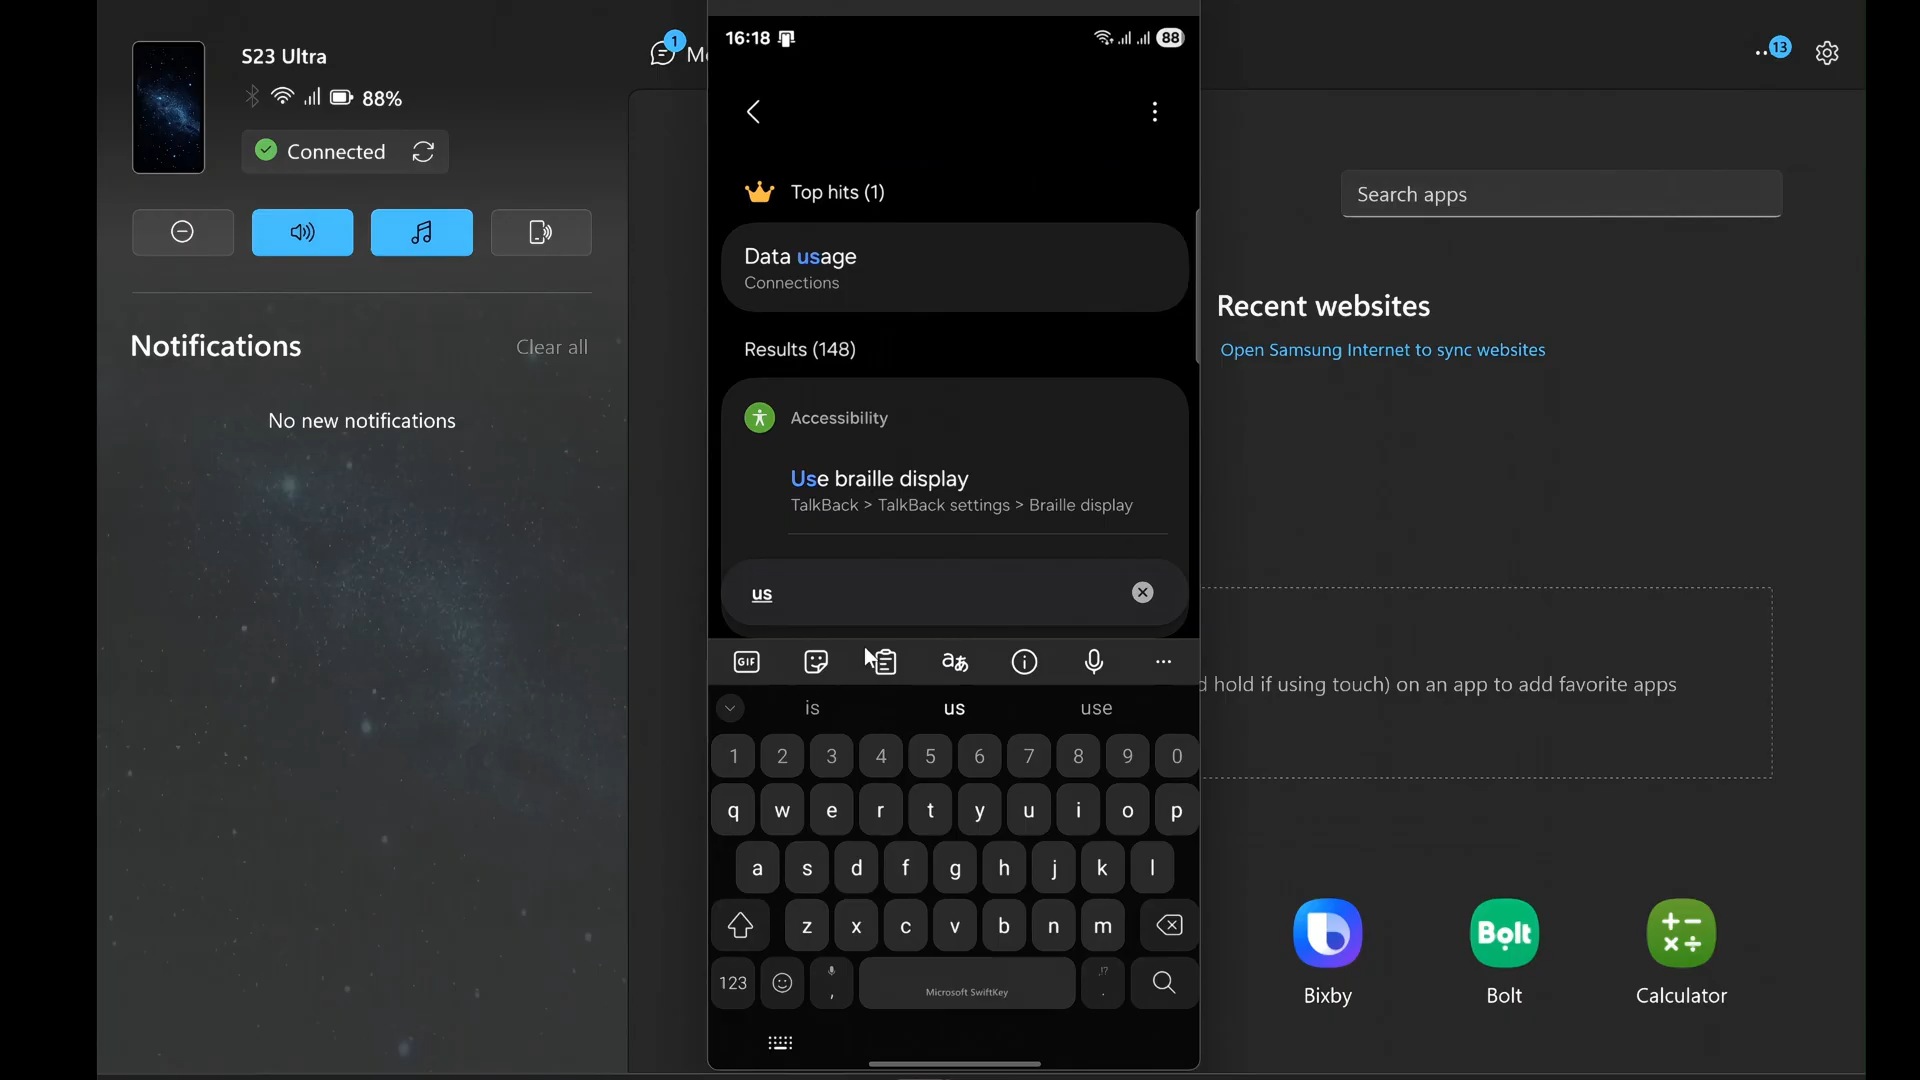 S23 Ultra
88%
Connected
Notifications
Clear all
No new notifications
1
16:18
88
Top hits (1)
Data usage
Connections
Results (148)
Accessibility
Use braille display
TalkBack > TalkBack settings > Braille display
us
GIF
is us use
1 2 3 4 5 6 7 8 9 0
q w e r t y u i o p
a s d f g h j k l
z x c v b n m
123 , Microsoft SwiftKey ,!? .
13
Search apps
Recent websites
Open Samsung Internet to sync websites
hold if using touch) on an app to add favorite apps
Bolt
Bixby Bolt Calculator